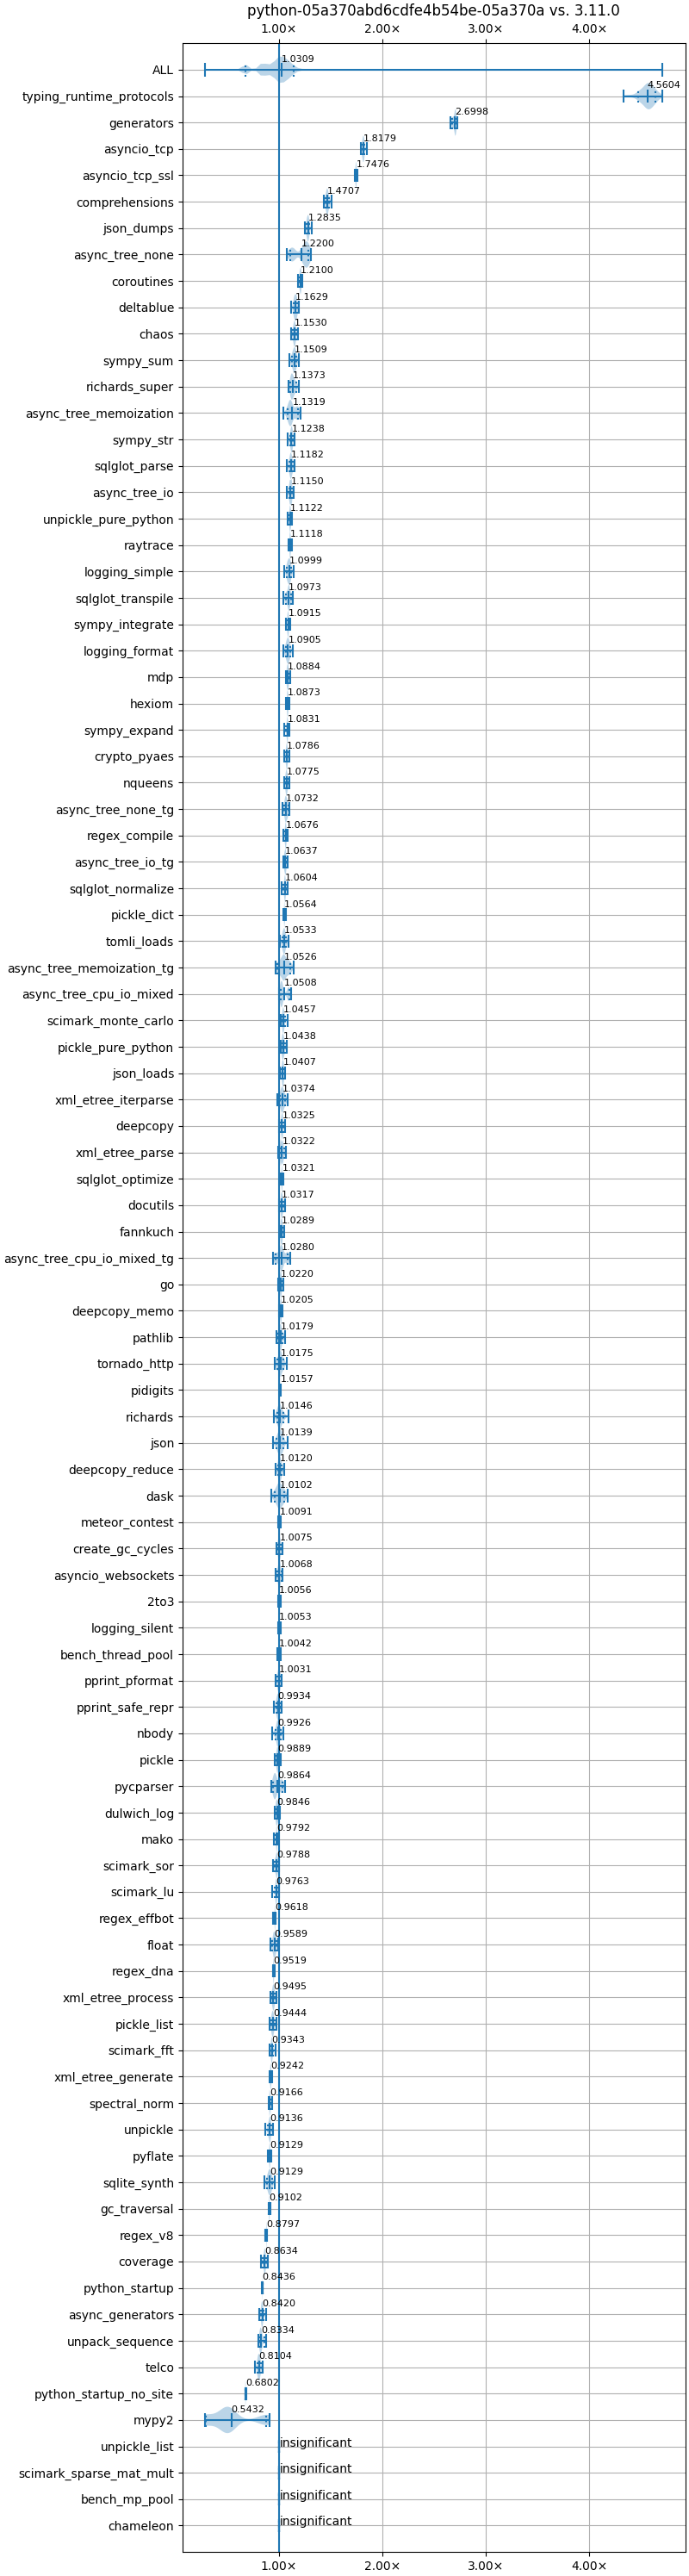 python-05a370abd6cdfe4b54be-05a370a vs. 3.11.0
1.00× 2.00× 3.00× 4.00×
ALL 1.0309
typing_runtime_protocols 4.5604
generators 2.6998
asyncio_tcp 1.8179
asyncio_tcp_ssl 1.7476
comprehensions 1.4707
json_dumps 1.2835
async_tree_none 1.2200
coroutines 1.2100
deltablue 1.1629
chaos 1.1530
sympy_sum 1.1509
richards_super 1.1373
async_tree_memoization 1.1319
sympy_str 1.1238
sqlglot_parse 1.1182
async_tree_io 1.1150
unpickle_pure_python 1.1122
raytrace 1.1118
logging_simple 1.0999
sqlglot_transpile 1.0973
sympy_integrate 1.0915
logging_format 1.0905
mdp 1.0884
hexiom 1.0873
sympy_expand 1.0831
crypto_pyaes 1.0786
nqueens 1.0775
async_tree_none_tg 1.0732
regex_compile 1.0676
async_tree_io_tg 1.0637
sqlglot_normalize 1.0604
pickle_dict 1.0564
tomli_loads 1.0533
async_tree_memoization_tg 1.0526
async_tree_cpu_io_mixed 1.0508
scimark_monte_carlo 1.0457
pickle_pure_python 1.0438
json_loads 1.0407
xml_etree_iterparse 1.0374
deepcopy 1.0325
xml_etree_parse 1.0322
sqlglot_optimize 1.0321
docutils 1.0317
fannkuch 1.0289
async_tree_cpu_io_mixed_tg 1.0280
go 1.0220
deepcopy_memo 1.0205
pathlib 1.0179
tornado_http 1.0175
pidigits 1.0157
richards 1.0146
json 1.0139
deepcopy_reduce 1.0120
dask 1.0102
meteor_contest 1.0091
create_gc_cycles 1.0075
asyncio_websockets 1.0068
2to3 1.0056
logging_silent 1.0053
bench_thread_pool 1.0042
pprint_pformat 1.0031
pprint_safe_repr 0.9934
nbody 0.9926
pickle 0.9889
pycparser 0.9864
dulwich_log 0.9846
mako 0.9792
scimark_sor 0.9788
scimark_lu 0.9763
regex_effbot 0.9618
float 0.9589
regex_dna 0.9519
xml_etree_process 0.9495
pickle_list 0.9444
scimark_fft 0.9343
xml_etree_generate 0.9242
spectral_norm 0.9166
unpickle 0.9136
pyflate 0.9129
sqlite_synth 0.9129
gc_traversal 0.9102
regex_v8 0.8797
coverage 0.8634
python_startup 0.8436
async_generators 0.8420
unpack_sequence 0.8334
telco 0.8104
python_startup_no_site 0.6802
mypy2 0.5432
unpickle_list insignificant
scimark_sparse_mat_mult insignificant
bench_mp_pool insignificant
chameleon insignificant
1.00× 2.00× 3.00× 4.00×